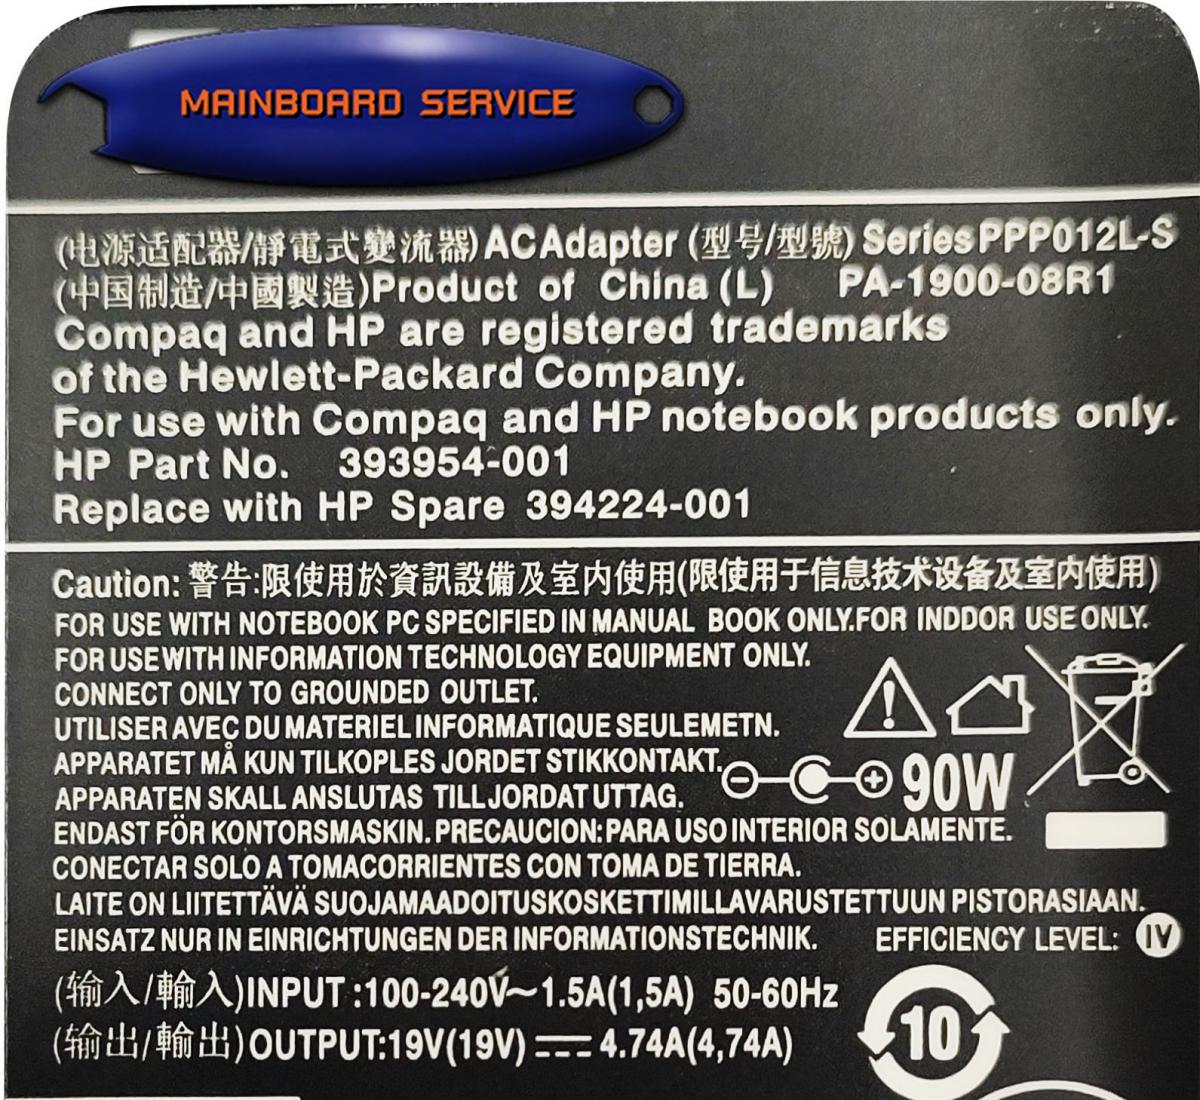 MAINBOARD SERVICE
(电源适配器/靜電式變流器)ACAdapter (型号/型號) Series PPP012L-S
(中国制造/中國製造)Product of China (L) PA-1900-08R1
Compaq and HP are registered trademarks
of the Hewlett-Packard Company.
For use with Compaq and HP notebook products only.
HP Part No. 393954-001
Replace with HP Spare 394224-001
Caution: 警告:限使用於資訊設備及室内使用(限使用于信息技术设备及室内使用)
FOR USE WITH NOTEBOOK PC SPECIFIED IN MANUAL BOOK ONLY.FOR INDDOR USE ONLY.
FOR USE WITH INFORMATION TECHNOLOGY EQUIPMENT ONLY.
CONNECT ONLY TO GROUNDED OUTLET.
UTILISER AVEC DU MATERIEL INFORMATIQUE SEULEMETN.
APPARATET MÅ KUN TILKOPLES JORDET STIKKONTAKT.
90W
APPARATEN SKALL ANSLUTAS TILL JORDAT UTTAG.
ENDAST FÖR KONTORSMASKIN. PRECAUCION: PARA USO INTERIOR SOLAMENTE.
CONECTAR SOLO A TOMACORRIENTES CON TOMA DE TIERRA.
LAITE ON LIITETTÄVÄ SUOJAMAADOITUSKOSKETTIMILLAVARUSTETTUUN PISTORASIAAN.
EINSATZ NUR IN EINRICHTUNGEN DER INFORMATIONSTECHNIK. EFFICIENCY LEVEL: IV
(输入/輸入)INPUT :100-240V~1.5A(1,5A) 50-60Hz
(输出/輸出)OUTPUT:19V(19V) ⎓ 4.74A(4,74A)
10